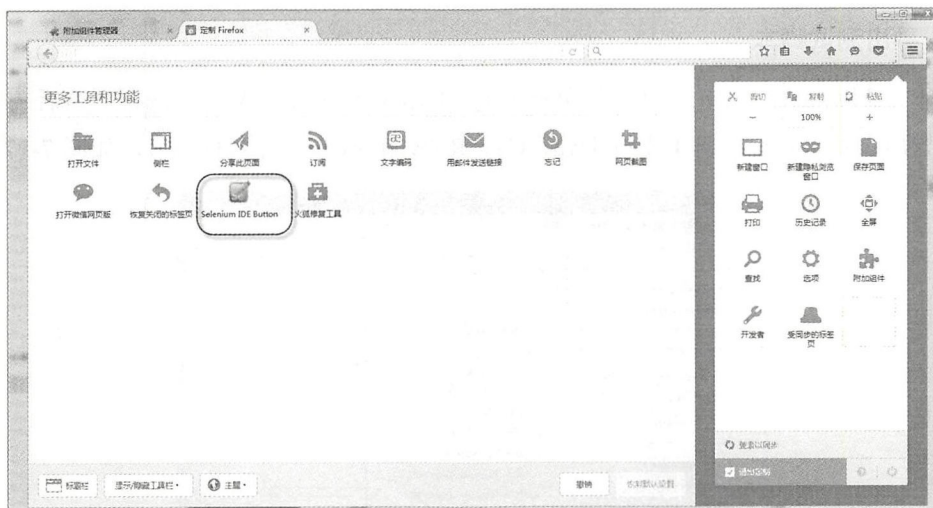 附加组件管理器 × 定制 Firefox ×
更多工具和功能
剪切 复制 粘贴
− 100% +
打开文件 侧栏 分享此页面 订阅 文字编码 用邮件发送链接 忘记 网页截图
新建窗口 新建隐私浏览窗口 保存页面
打开微信网页版 恢复关闭的标签页 Selenium IDE Button 火狐修复工具
打印 历史记录 全屏
查找 选项 附加组件
开发者 受同步的标签页
登录以同步
标题栏 显示/隐藏工具栏 主题 撤销 恢复默认设置
退出定制